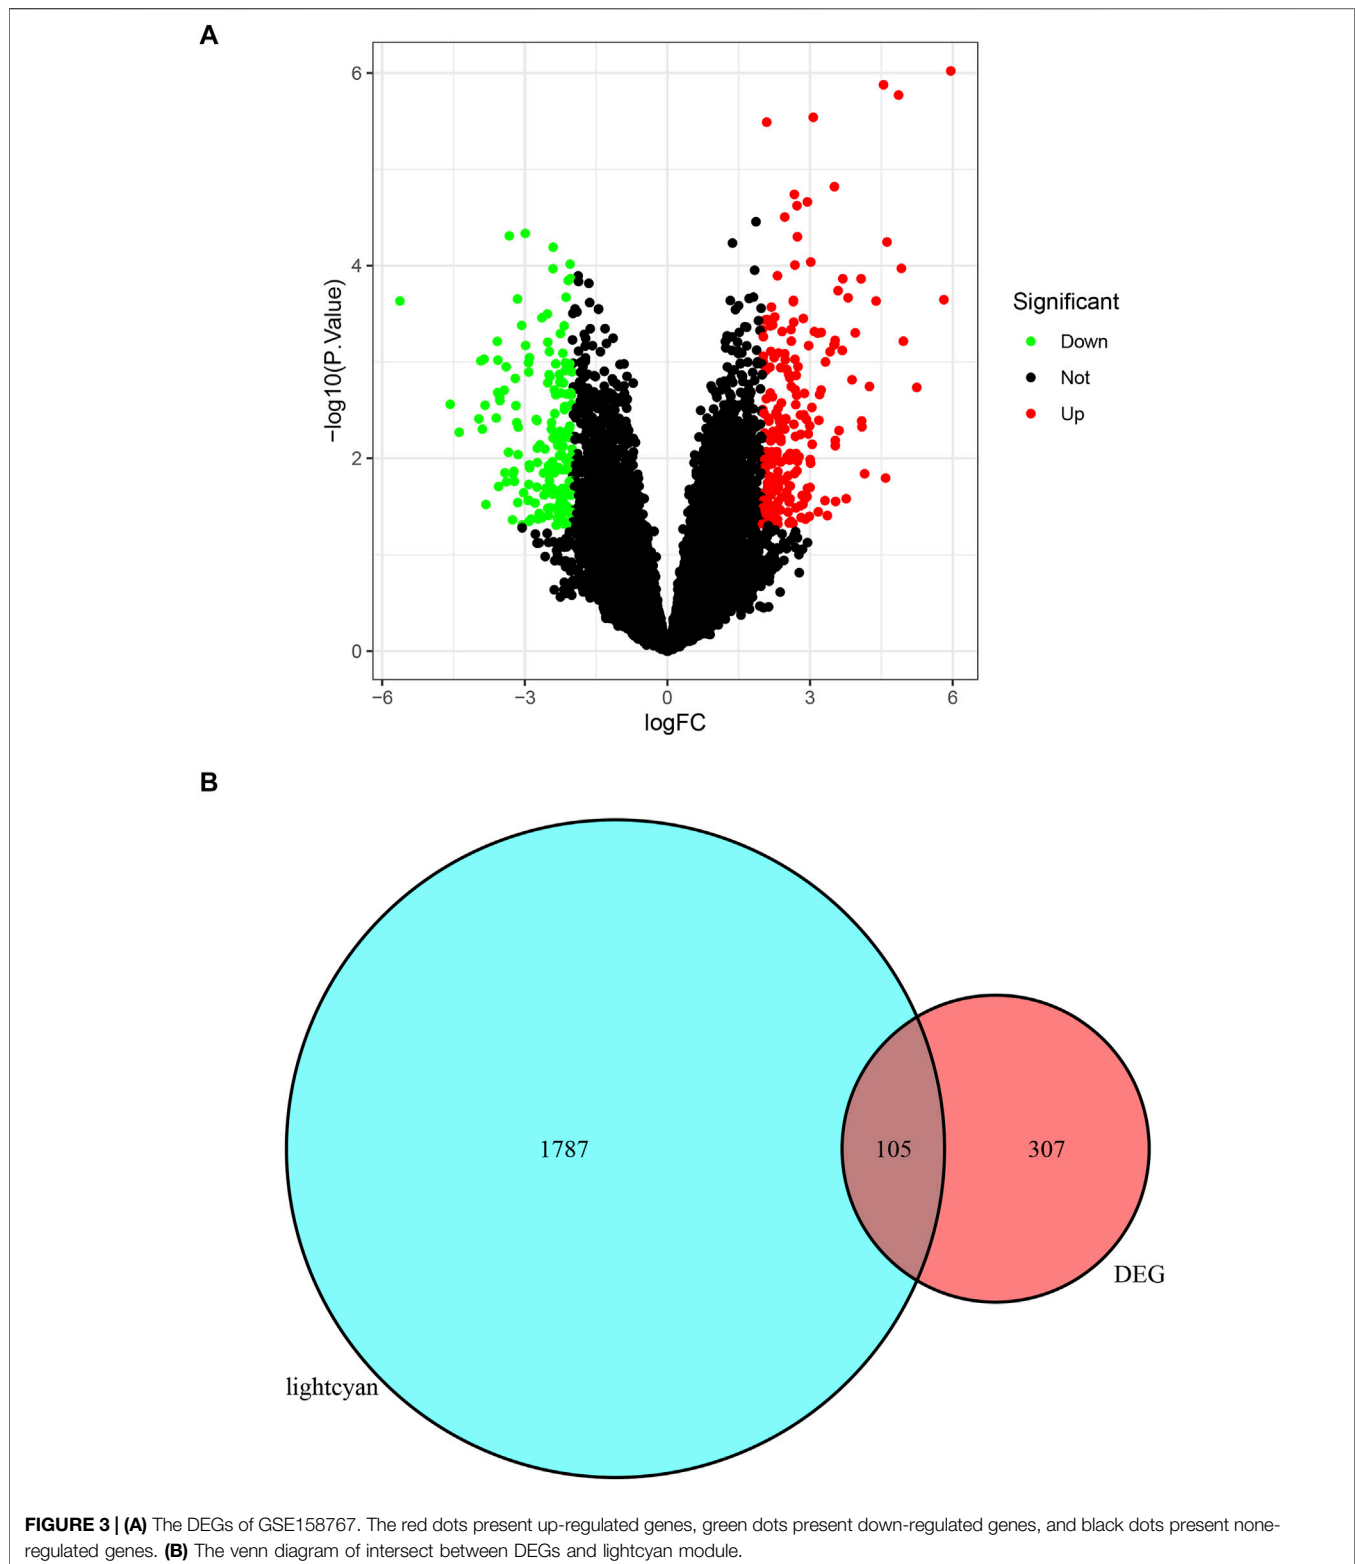 A
6
4
2
0
−log10(P.Value)
−6
−3
0
3
6
logFC
Significant
Down
Not
Up
B
1787
105
307
DEG
lightcyan
FIGURE 3 | (A) The DEGs of GSE158767. The red dots present up-regulated genes, green dots present down-regulated genes, and black dots present none-
regulated genes. (B) The venn diagram of intersect between DEGs and lightcyan module.